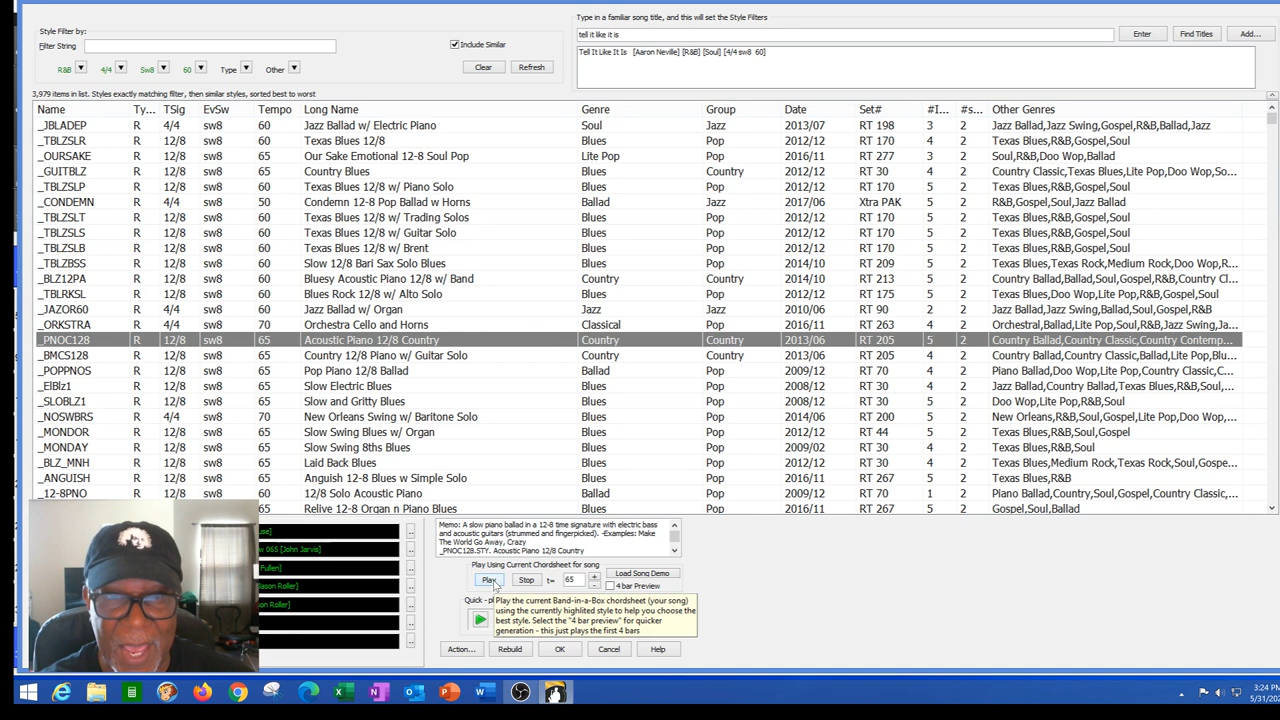 Style Filter by:
Filter String
Include Similar
R&B 4/4 Sw8 60 Type Other Clear Refresh
Type in a familiar song title, and this will set the Style Filters
tell it like it is Enter Find Titles Add...
Tell It Like It Is [Aaron Neville] [R&B] [Soul] [4/4 sw8 60]
3,979 items in list. Styles exactly matching filter, then similar styles, sorted best to worst
Name Ty... TSig EvSw Tempo Long Name Genre Group Date Set# #I... #s... Other Genres
_JBLADEP R 4/4 sw8 60 Jazz Ballad w/ Electric Piano Soul Jazz 2013/07 RT 198 3 2 Jazz Ballad,Jazz Swing,Gospel,R&B,Ballad,Jazz
_TBLZSLR R 12/8 sw8 60 Texas Blues 12/8 Blues Pop 2012/12 RT 170 4 2 Texas Blues,R&B,Gospel,Soul
_OURSAKE R 12/8 sw8 65 Our Sake Emotional 12-8 Soul Pop Lite Pop Pop 2016/11 RT 277 3 2 Soul,R&B,Doo Wop,Ballad
_GUITBLZ R 12/8 sw8 65 Country Blues Blues Country 2012/12 RT 30 4 2 Country Classic,Texas Blues,Lite Pop,Doo Wop,So...
_TBLZSLP R 12/8 sw8 60 Texas Blues 12/8 w/ Piano Solo Blues Pop 2012/12 RT 170 5 2 Texas Blues,R&B,Gospel,Soul
_CONDEMN R 4/4 sw8 50 Condemn 12-8 Pop Ballad w Horns Ballad Jazz 2017/06 Xtra PAK 4 2 R&B,Gospel,Soul,Jazz Ballad
_TBLZSLT R 12/8 sw8 60 Texas Blues 12/8 w/ Trading Solos Blues Pop 2012/12 RT 170 5 2 Texas Blues,R&B,Gospel,Soul
_TBLZSLS R 12/8 sw8 60 Texas Blues 12/8 w/ Guitar Solo Blues Pop 2012/12 RT 170 5 2 Texas Blues,R&B,Gospel,Soul
_TBLZSLB R 12/8 sw8 60 Texas Blues 12/8 w/ Brent Blues Pop 2012/12 RT 170 5 2 Texas Blues,R&B,Gospel,Soul
_TBLZBSS R 12/8 sw8 60 Slow 12/8 Bari Sax Solo Blues Blues Pop 2014/10 RT 209 5 2 Texas Blues,Texas Rock,Medium Rock,Doo Wop,R...
_BLZ12PA R 12/8 sw8 60 Bluesy Acoustic Piano 12/8 w/ Band Country Country 2014/10 RT 213 5 2 Country Ballad,Ballad,Soul,Gospel,R&B,Country Cl...
_TBLRKSL R 12/8 sw8 60 Blues Rock 12/8 w/ Alto Solo Blues Pop 2012/12 RT 175 5 2 Texas Blues,Doo Wop,Lite Pop,R&B,Gospel,Soul
_JAZOR60 R 4/4 sw8 60 Jazz Ballad w/ Organ Jazz Jazz 2010/06 RT 90 2 2 Jazz Ballad,Jazz Swing,Soul,Gospel,R&B
_ORKSTRA R 4/4 sw8 70 Orchestra Cello and Horns Classical Pop 2016/11 RT 263 4 2 Orchestral,Ballad,Lite Pop,Soul,R&B,Jazz Swing,Ja...
_PNOC128 R 12/8 sw8 65 Acoustic Piano 12/8 Country Country Country 2013/06 RT 205 5 2 Country Ballad,Country Classic,Country Contemp...
_BMCS128 R 12/8 sw8 65 Country 12/8 Piano w/ Guitar Solo Country Country 2013/06 RT 205 4 2 Country Ballad,Country Classic,Ballad,Lite Pop,Blu...
_POPPNOS R 12/8 sw8 65 Pop Piano 12/8 Ballad Ballad Pop 2009/12 RT 70 4 2 Piano Ballad,Doo Wop,Lite Pop,R&B,Country Classic,C...
_ElBlz1 R 12/8 sw8 65 Slow Electric Blues Blues Pop 2008/12 RT 30 4 2 Jazz Ballad,Country Ballad,Texas Blues,R&B,Soul,...
_SLOBLZ1 R 12/8 sw8 65 Slow and Gritty Blues Blues Pop 2008/12 RT 30 5 2 Doo Wop,Lite Pop,R&B,Soul
_NOSWBRS R 4/4 sw8 70 New Orleans Swing w/ Baritone Solo Blues Pop 2014/06 RT 200 5 2 New Orleans,R&B,Soul,Gospel,Lite Pop,Doo Wop,...
_MONDOR R 12/8 sw8 65 Slow Swing Blues w/ Organ Blues Pop 2012/12 RT 44 5 2 Texas Blues,R&B,Soul,Gospel
_MONDAY R 12/8 sw8 65 Slow Swing 8ths Blues Blues Pop 2009/02 RT 30 4 2 Texas Blues,R&B,Soul
_BLZ_MNH R 12/8 sw8 65 Laid Back Blues Blues Pop 2012/12 RT 30 4 2 Texas Blues,Medium Rock,Texas Rock,Soul,Gospe...
_ANGUISH R 12/8 sw8 65 Anguish 12-8 Blues w Simple Solo Blues Pop 2016/11 RT 267 5 2 Texas Blues,R&B
_12-8PNO R 12/8 sw8 60 12/8 Solo Acoustic Piano Ballad Pop 2009/12 RT 70 1 2 Piano Ballad,Country,Soul,Gospel,Country Classic,...
65 Relive 12-8 Organ n Piano Blues Blues Pop 2016/11 RT 267 5 2 Gospel,Soul,Ballad
use]
w 065 [John Jarvis]
Fullen]
ason Roller]
son Roller]
Memo: A slow piano ballad in a 12-8 time signature with electric bass
and acoustic guitars (strummed and fingerpicked). -Examples: Make
The World Go Away, Crazy
_PNOC128.STY. Acoustic Piano 12/8 Country
Play Using Current Chordsheet for song
Play Stop t= 65 + - Load Song Demo
4 bar Preview
Quick - pl
Play the current Band-in-a-Box chordsheet (your song)
using the currently highlited style to help you choose the
best style. Select the "4 bar preview" for quicker
generation - this just plays the first 4 bars
Action... Rebuild OK Cancel Help
3:24 PM
5/31/202